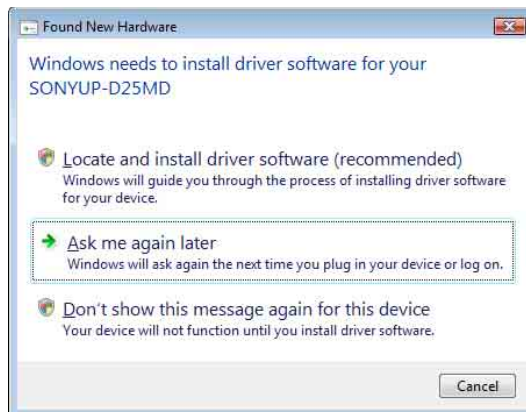 Found New Hardware
Windows needs to install driver software for your
SONYUP-D25MD
Locate and install driver software (recommended)
Windows will guide you through the process of installing driver software
for your device.
Ask me again later
Windows will ask again the next time you plug in your device or log on.
Don't show this message again for this device
Your device will not function until you install driver software.
Cancel